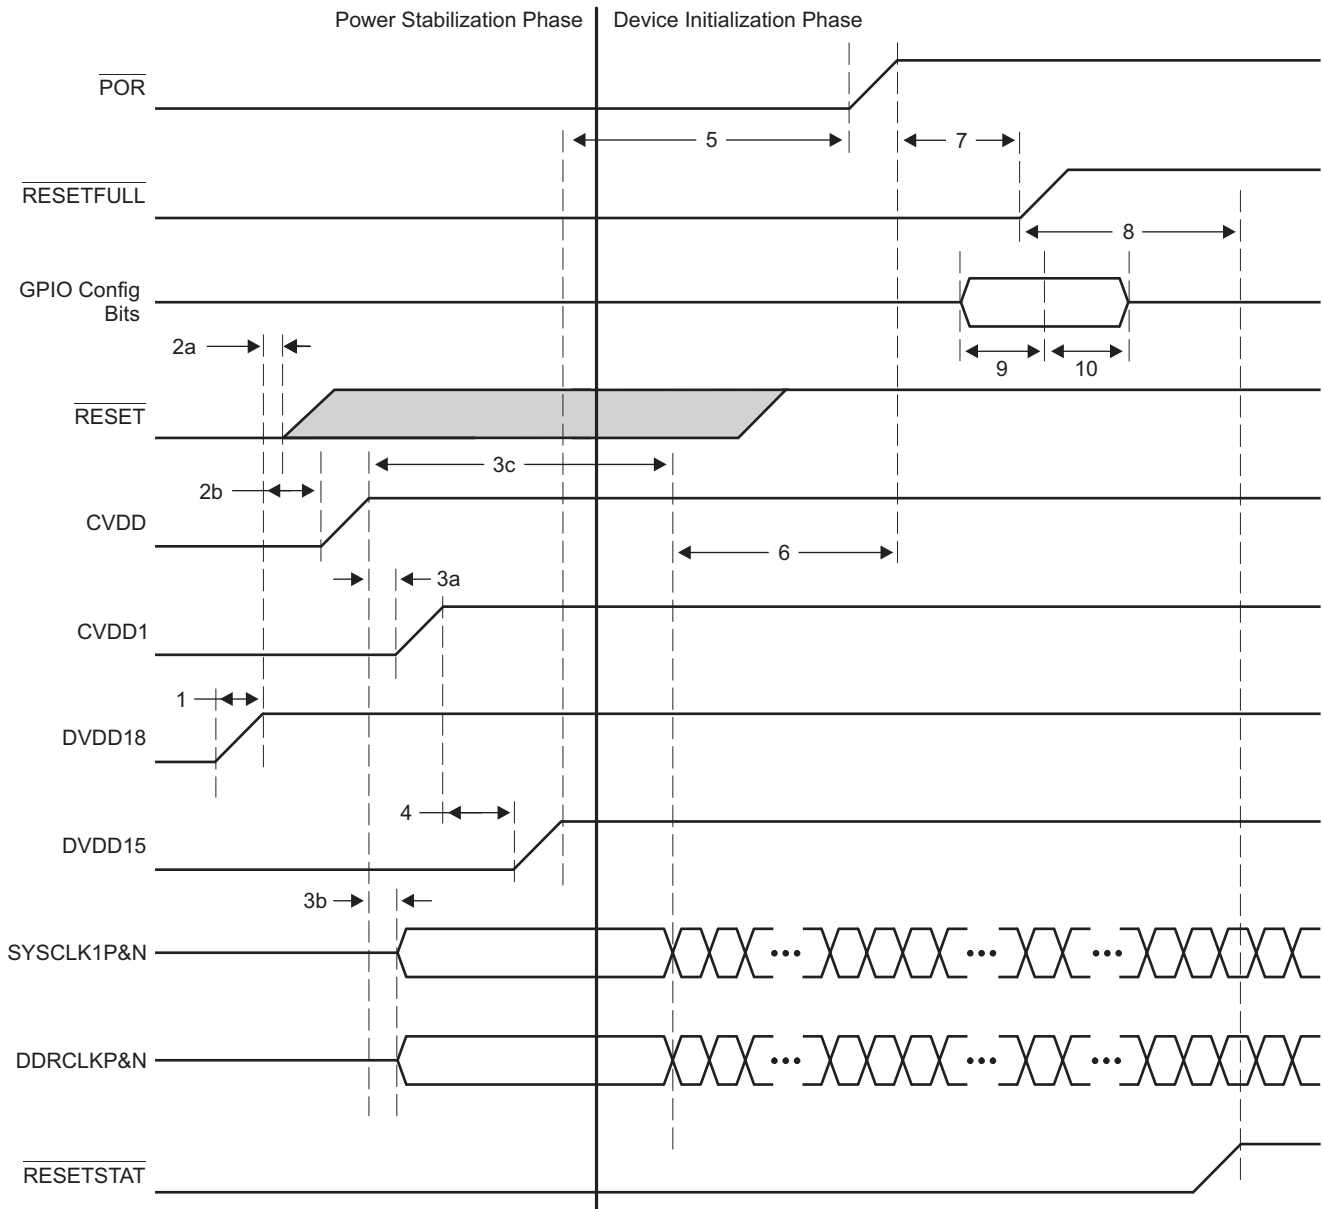 Power Stabilization Phase
Device Initialization Phase
POR
5
7
RESETFULL
8
GPIO Config
Bits
2a
9
10
RESET
3c
2b
CVDD
6
3a
CVDD1
1
DVDD18
4
DVDD15
3b
SYSCLK1P&N
DDRCLKP&N
RESETSTAT